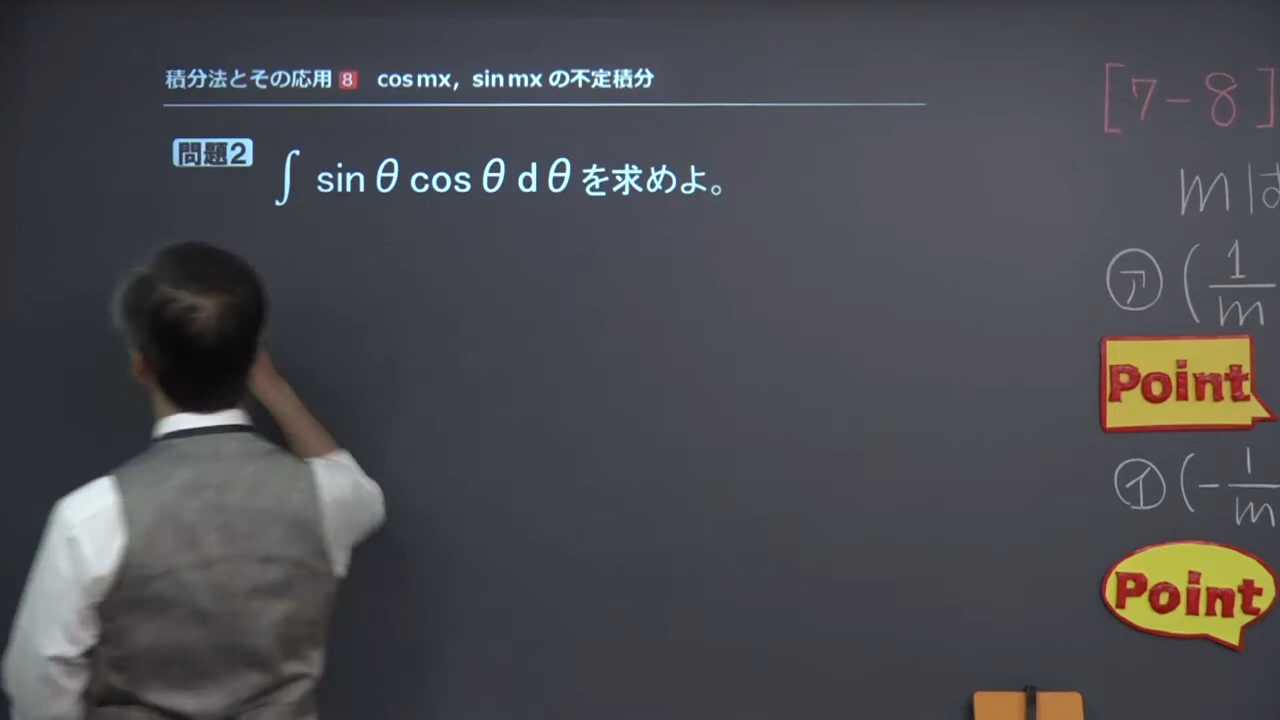 積分法とその応用 8 cos mx, sin mx の不定積分
問題2
∫ sin θ cos θ d θ を求めよ。
[7-8]
mは
ア (1/m
Point
イ (-1/m
Point